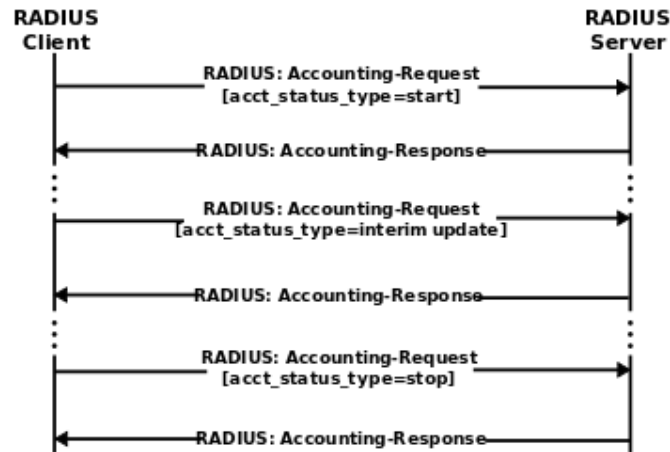 RADIUS
Client
RADIUS
Server
RADIUS: Accounting-Request
[acct_status_type=start]
RADIUS: Accounting-Response
RADIUS: Accounting-Request
[acct_status_type=interim update]
RADIUS: Accounting-Response
RADIUS: Accounting-Request
[acct_status_type=stop]
RADIUS: Accounting-Response